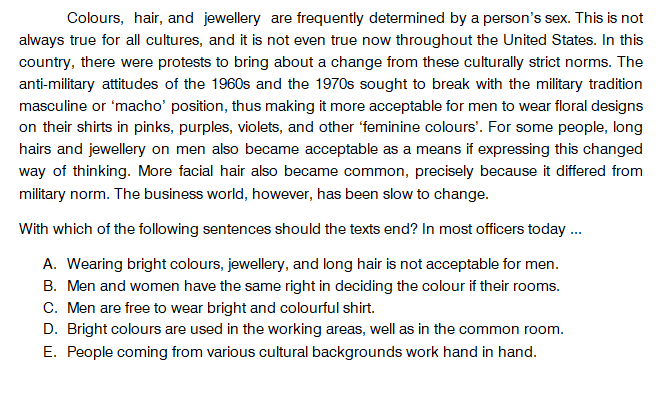 Colours, hair, and jewellery are frequently determined by a person's sex. This is not
always true for all cultures, and it is not even true now throughout the United States. In this
country, there were protests to bring about a change from these culturally strict norms. The
anti-military attitudes of the 1960s and the 1970s sought to break with the military tradition
masculine or 'macho' position, thus making it more acceptable for men to wear floral designs
on their shirts in pinks, purples, violets, and other 'feminine colours'. For some people, long
hairs and jewellery on men also became acceptable as a means if expressing this changed
way of thinking. More facial hair also became common, precisely because it differed from
military norm. The business world, however, has been slow to change.
With which of the following sentences should the texts end? In most officers today ...
A. Wearing bright colours, jewellery, and long hair is not acceptable for men.
B. Men and women have the same right in deciding the colour if their rooms.
C. Men are free to wear bright and colourful shirt.
D. Bright colours are used in the working areas, well as in the common room.
E. People coming from various cultural backgrounds work hand in hand.